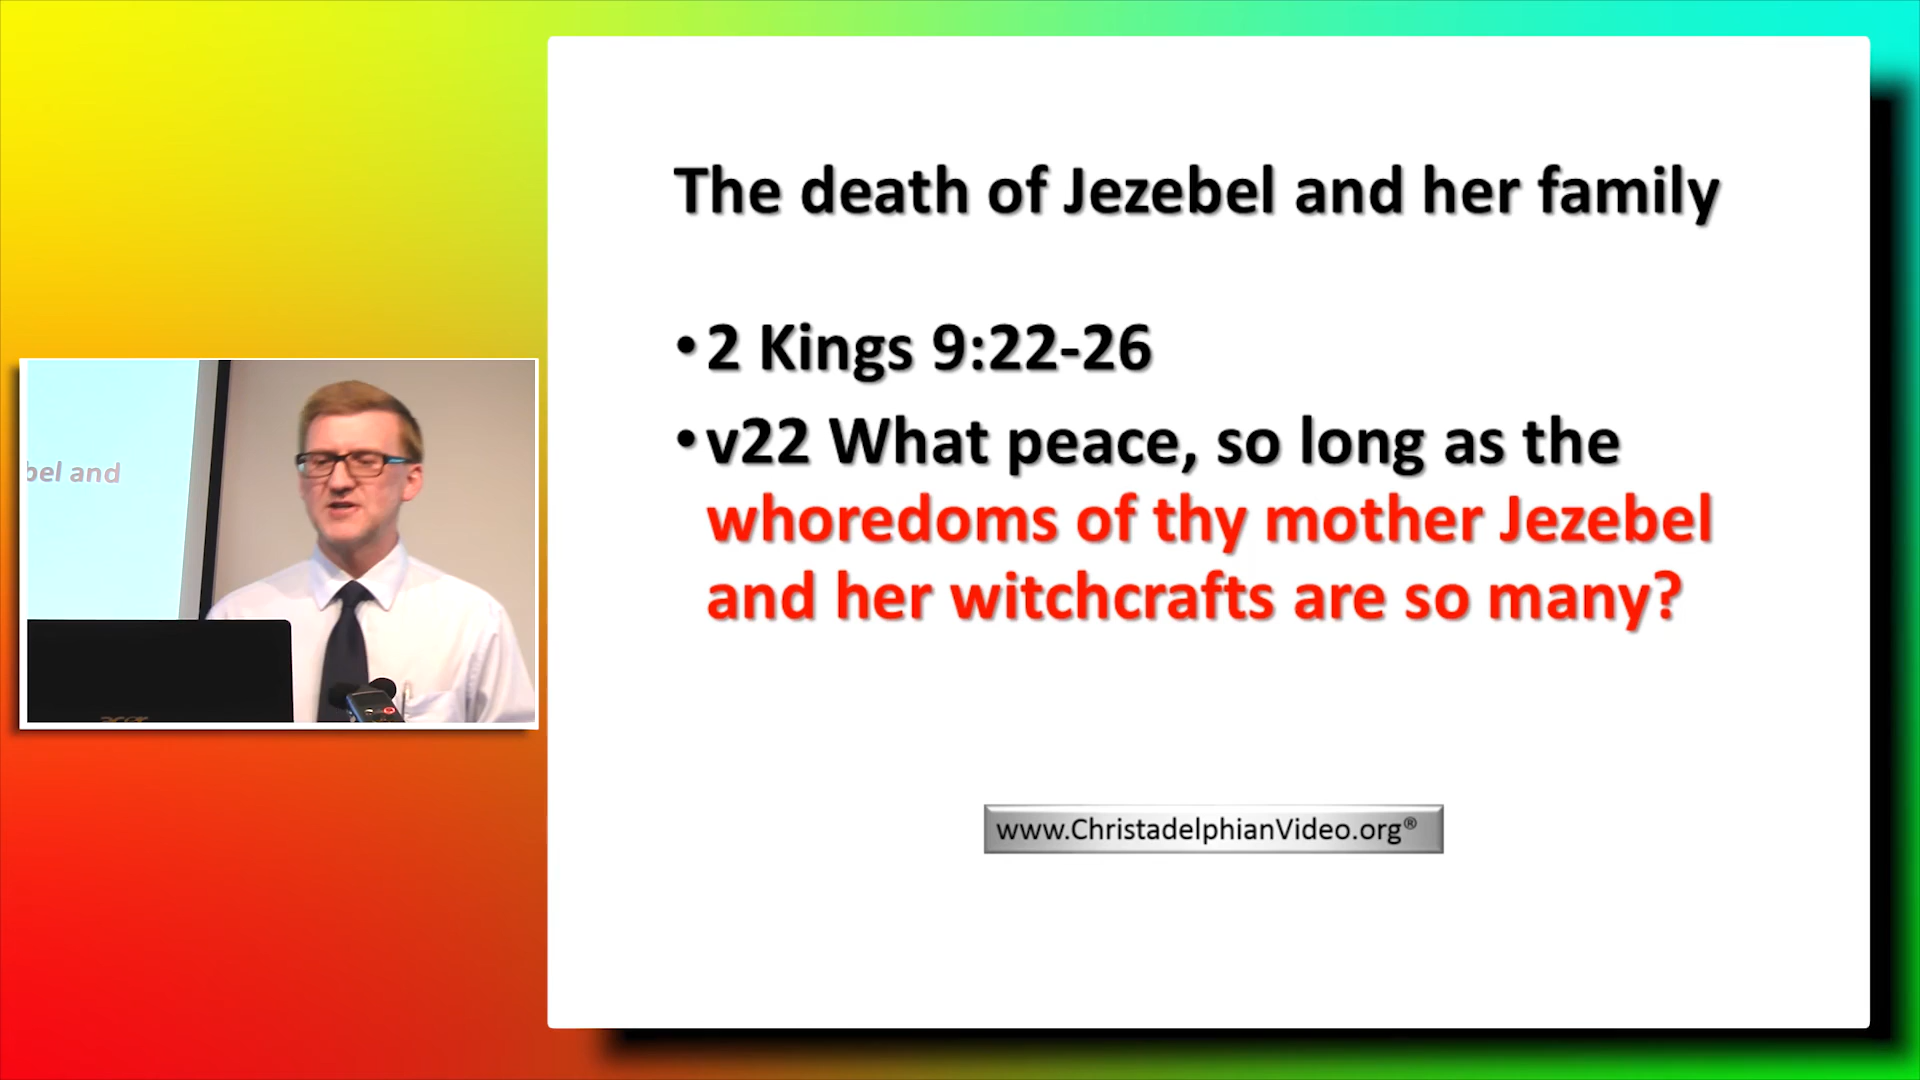 The death of Jezebel and her family
•2 Kings 9:22-26
•v22 What peace, so long as the
whoredoms of thy mother Jezebel
and her witchcrafts are so many?
bel and
acer
www.ChristadelphianVideo.org®